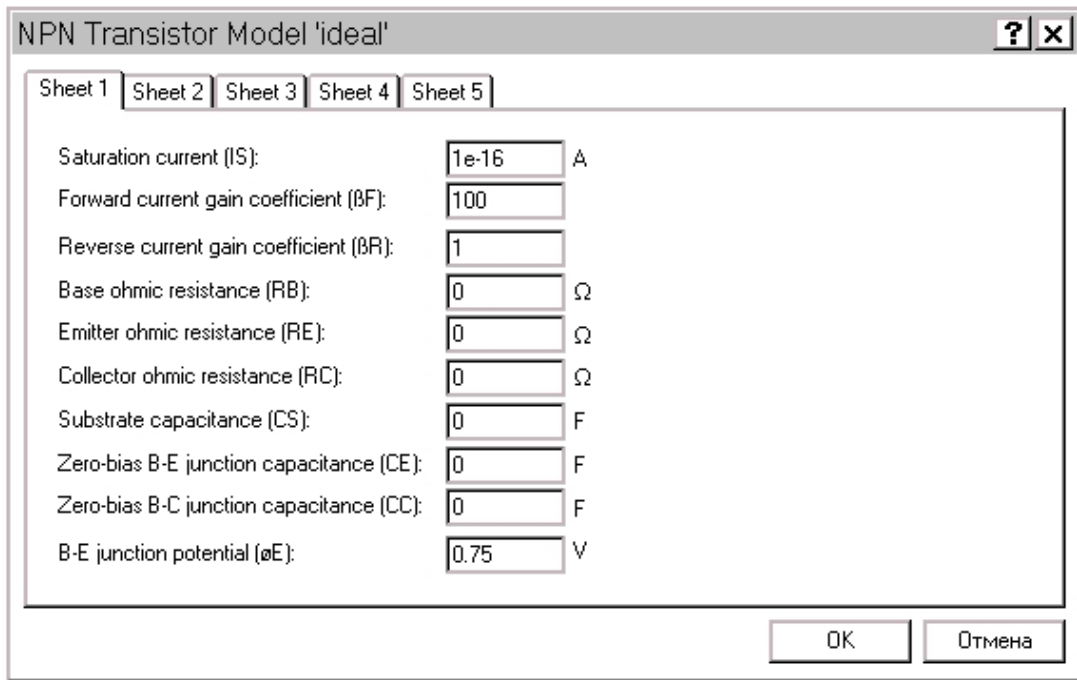 NPN Transistor Model 'ideal' ? ×
Sheet 1 Sheet 2 Sheet 3 Sheet 4 Sheet 5
Saturation current (IS): 1e-16 A
Forward current gain coefficient (ßF): 100
Reverse current gain coefficient (ßR): 1
Base ohmic resistance (RB): 0 Ω
Emitter ohmic resistance (RE): 0 Ω
Collector ohmic resistance (RC): 0 Ω
Substrate capacitance (CS): 0 F
Zero-bias B-E junction capacitance (CE): 0 F
Zero-bias B-C junction capacitance (CC): 0 F
B-E junction potential (øE): 0.75 V
OK Отмена